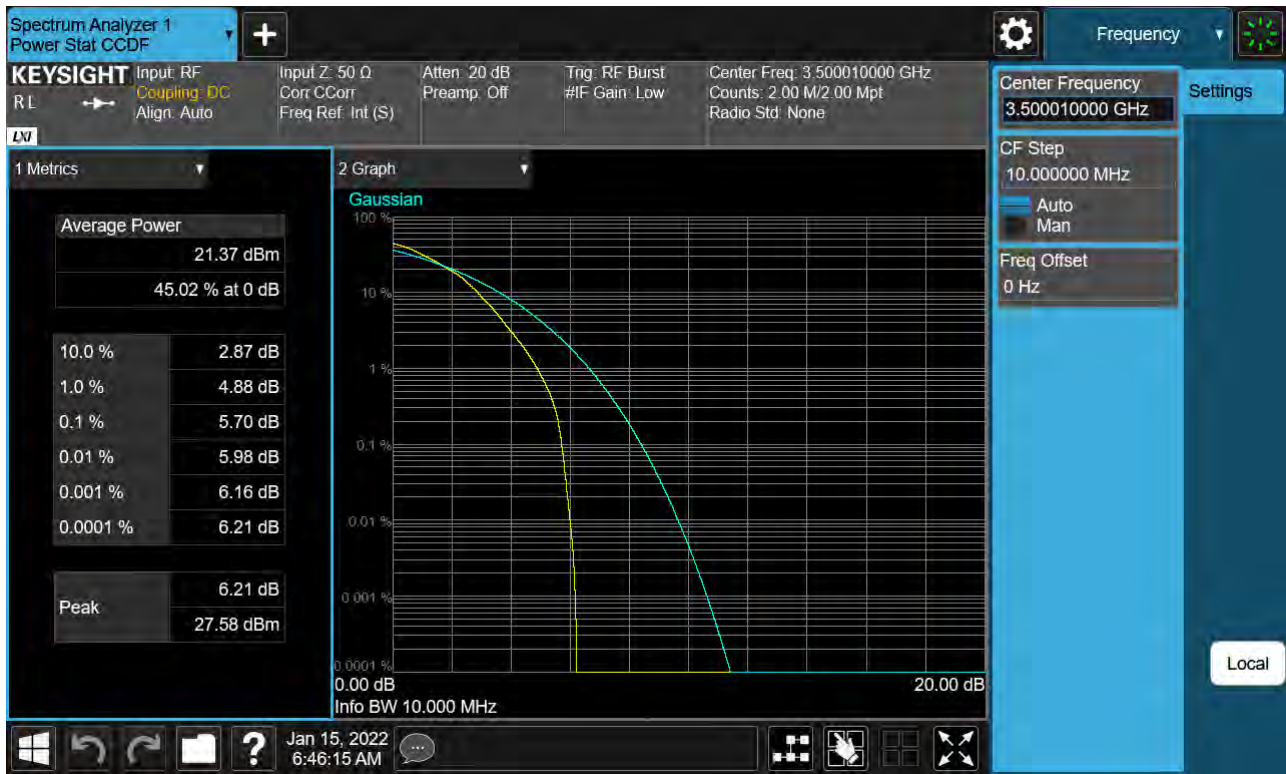 Spectrum Analyzer 1
Power Stat CCDF
+
Frequency
KEYSIGHT
RL
LXI
Input: RF
Coupling: DC
Align: Auto
Input Z: 50 Ω
Corr CCorr
Freq Ref: Int (S)
Atten: 20 dB
Preamp: Off
Trig: RF Burst
#IF Gain: Low
Center Freq: 3.500010000 GHz
Counts: 2.00 M/2.00 Mpt
Radio Std: None
Center Frequency
3.500010000 GHz
Settings
CF Step
10.000000 MHz
Auto
Man
Freq Offset
0 Hz
Local
1 Metrics
Average Power
21.37 dBm
45.02 % at 0 dB
10.0 % 2.87 dB
1.0 % 4.88 dB
0.1 % 5.70 dB
0.01 % 5.98 dB
0.001 % 6.16 dB
0.0001 % 6.21 dB
Peak
6.21 dB
27.58 dBm
2 Graph
Gaussian
100 %
10 %
1 %
0.1 %
0.01 %
0.001 %
0.0001 %
0.00 dB 20.00 dB
Info BW 10.000 MHz
?
Jan 15, 2022
6:46:15 AM